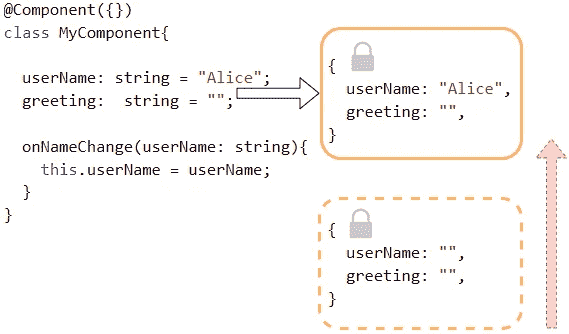 @Component({})
class MyComponent{
userName: string = "Alice";
greeting:  string = "";
onNameChange(userName: string){
this.userName = userName;
}
}
{
userName: "Alice",
greeting: "",
}
{
userName: "",
greeting: "",
}